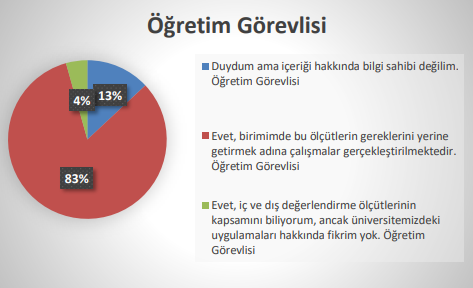 Öğretim Görevlisi
4%
13%
83%
Duydum ama içeriği hakkında bilgi sahibi değilim.
Öğretim Görevlisi
Evet, birimimde bu ölçütlerin gereklerini yerine
getirmek adına çalışmalar gerçekleştirilmektedir.
Öğretim Görevlisi
Evet, iç ve dış değerlendirme ölçütlerinin
kapsamını biliyorum, ancak üniversitemizdeki
uygulamaları hakkında fikrim yok. Öğretim
Görevlisi